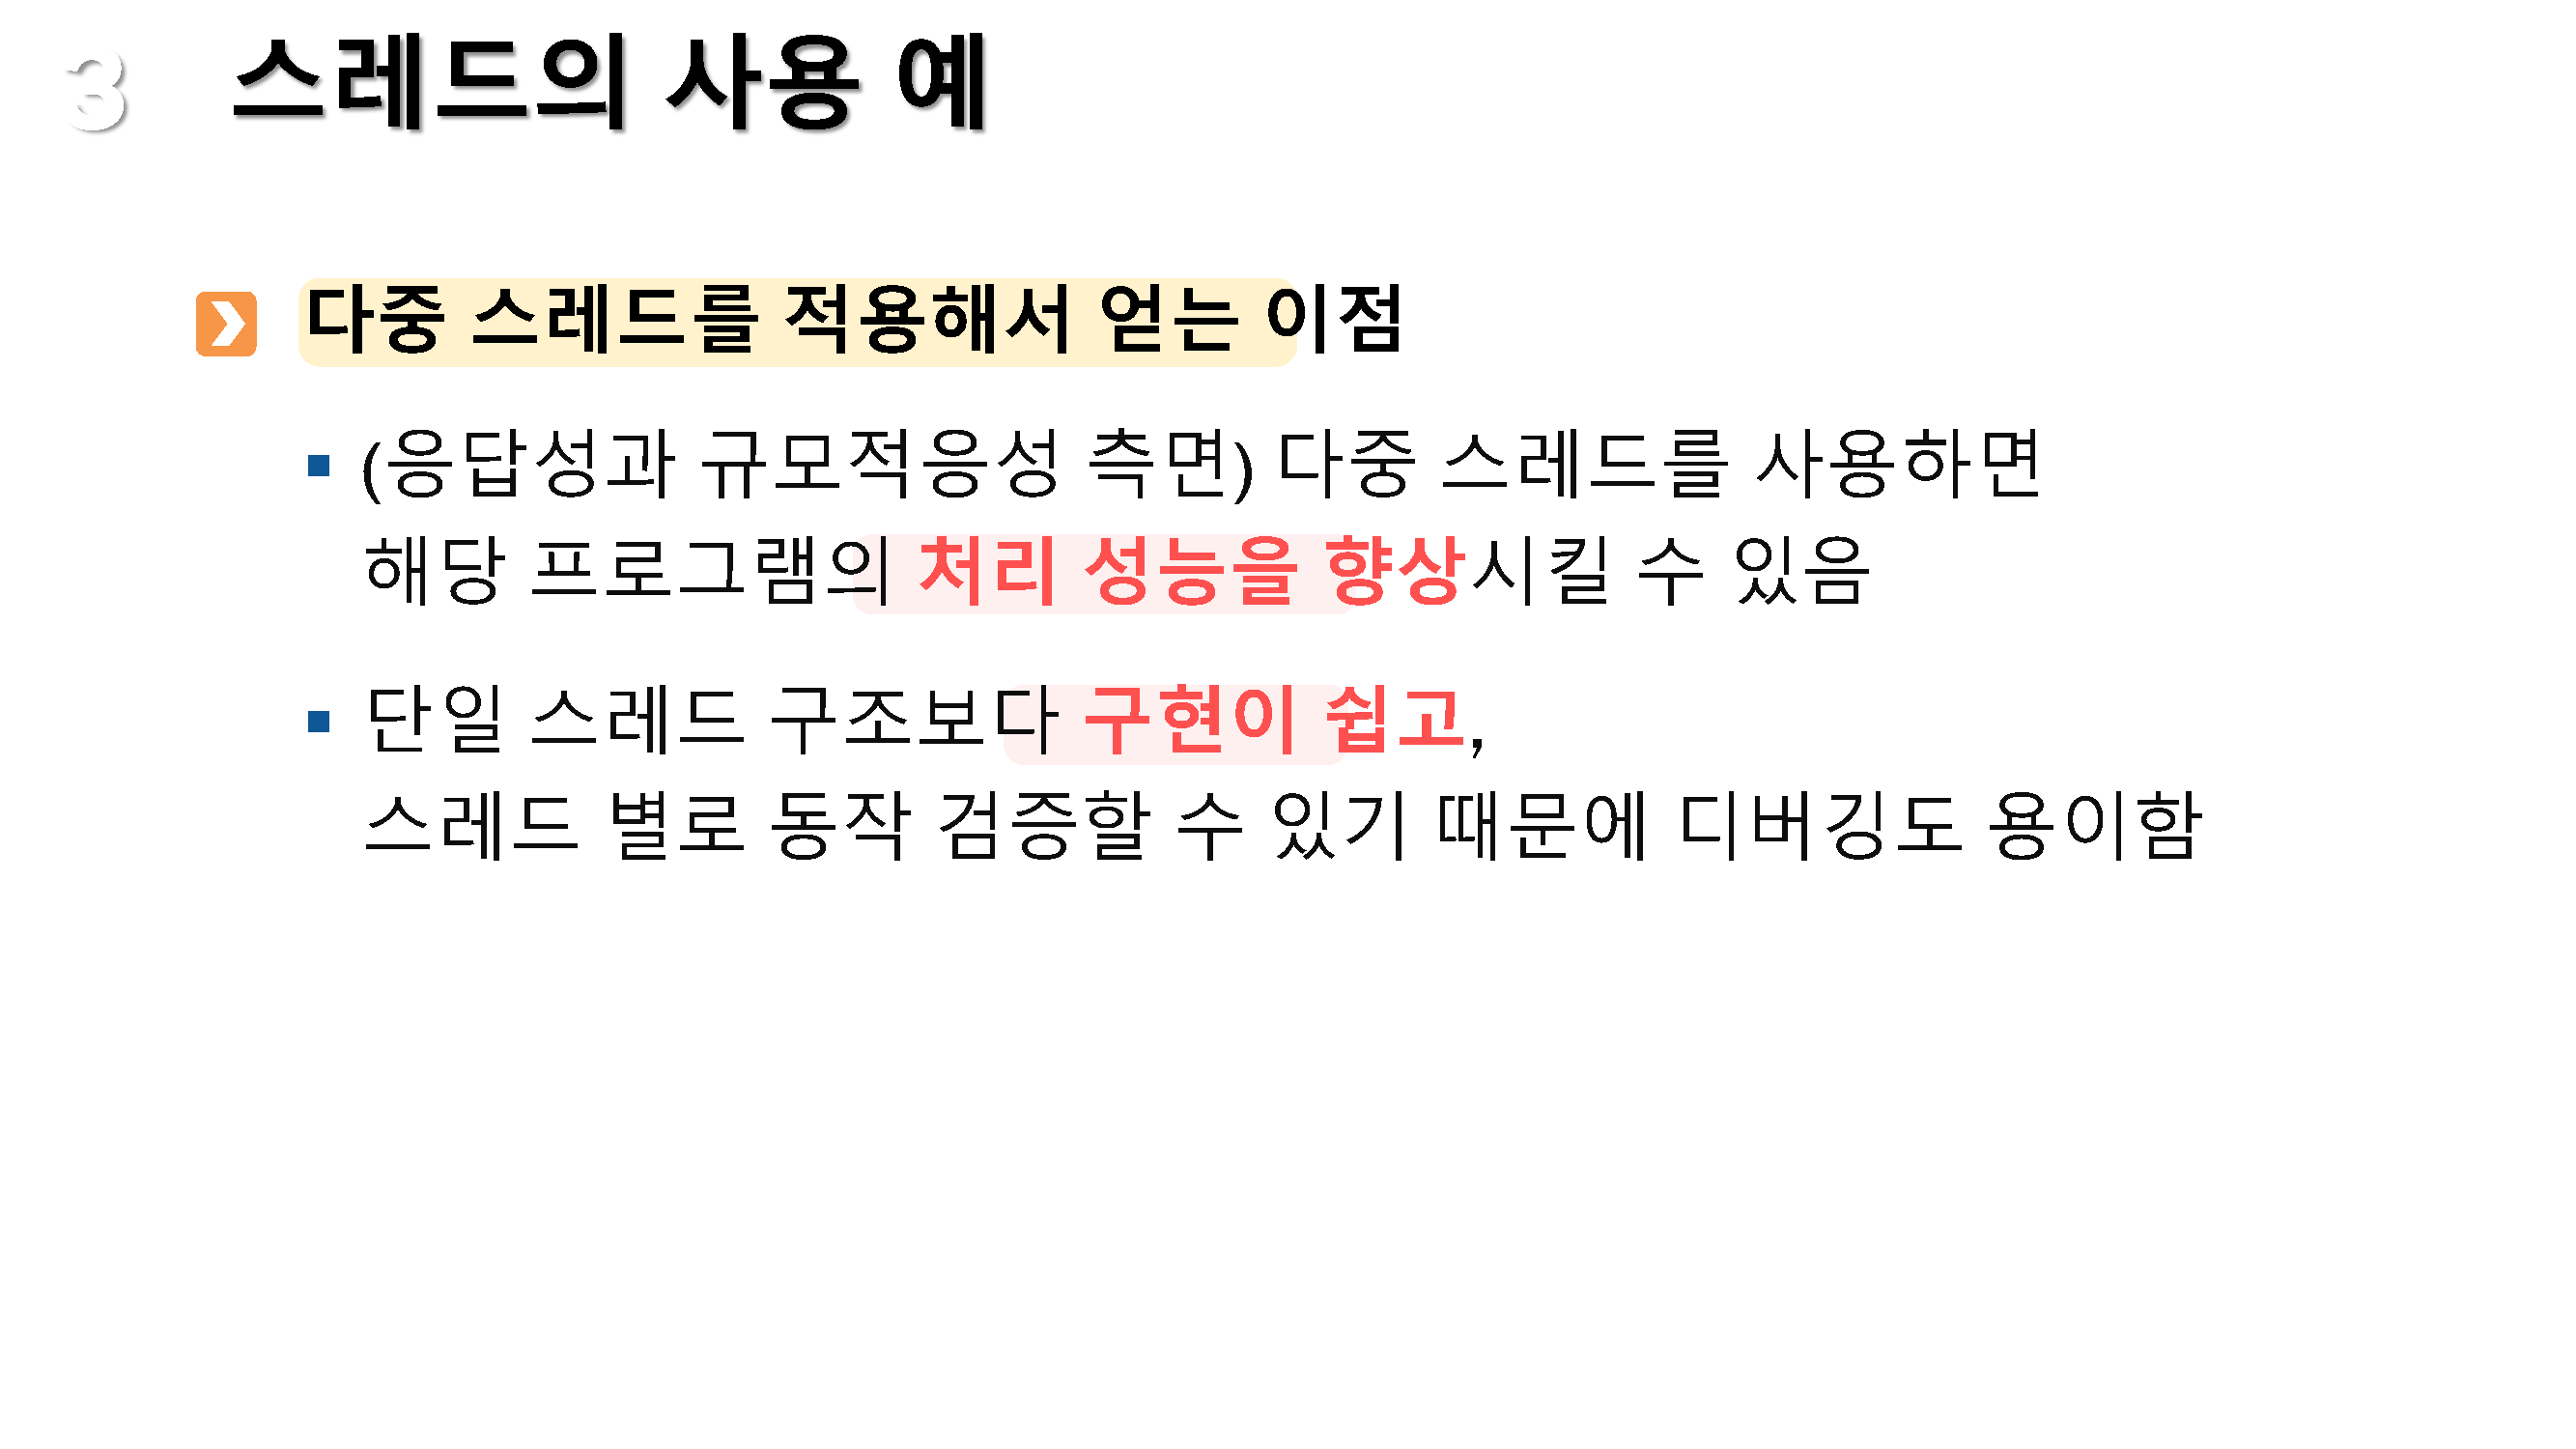 3 스레드의 사용 예
다중 스레드를 적용해서 얻는 이점
▪ (응답성과 규모적응성 측면) 다중 스레드를 사용하면
해당 프로그램의 처리 성능을 향상시킬 수 있음
▪ 단일 스레드 구조보다 구현이 쉽고,
스레드 별로 동작 검증할 수 있기 때문에 디버깅도 용이함